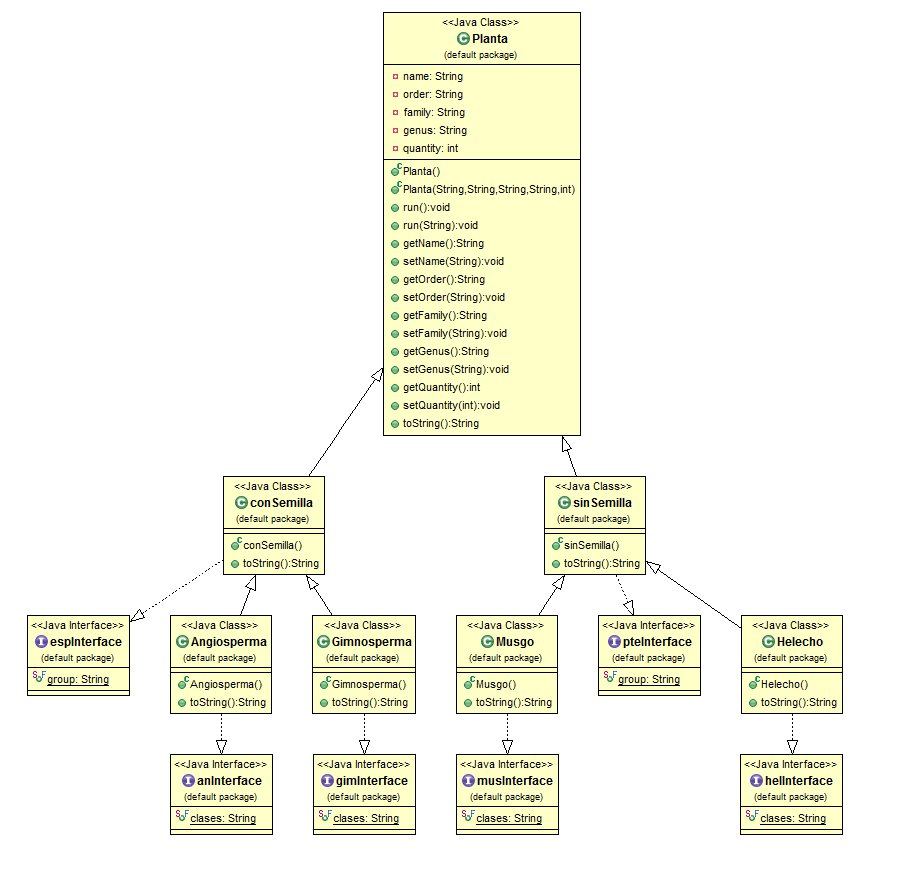 <<Java Class>>
Planta
(default package)
name: String
order: String
family: String
genus: String
quantity: int
Planta()
Planta(String,String,String,String,int)
run():void
run(String):void
getName():String
setName(String):void
getOrder():String
setOrder(String):void
getFamily():String
setFamily(String):void
getGenus():String
setGenus(String):void
getQuantity():int
setQuantity(int):void
toString():String
<<Java Class>>
conSemilla
(default package)
conSemilla()
toString():String
<<Java Class>>
sinSemilla
(default package)
sinSemilla()
toString():String
<<Java Interface>>
espInterface
(default package)
group: String
<<Java Class>>
Angiosperma
(default package)
Angiosperma()
toString():String
<<Java Class>>
Gimnosperma
(default package)
Gimnosperma()
toString():String
<<Java Class>>
Musgo
(default package)
Musgo()
toString():String
<<Java Interface>>
pteInterface
(default package)
group: String
<<Java Class>>
Helecho
(default package)
Helecho()
toString():String
<<Java Interface>>
anInterface
(default package)
clases: String
<<Java Interface>>
gimInterface
(default package)
clases: String
<<Java Interface>>
musInterface
(default package)
clases: String
<<Java Interface>>
helInterface
(default package)
clases: String